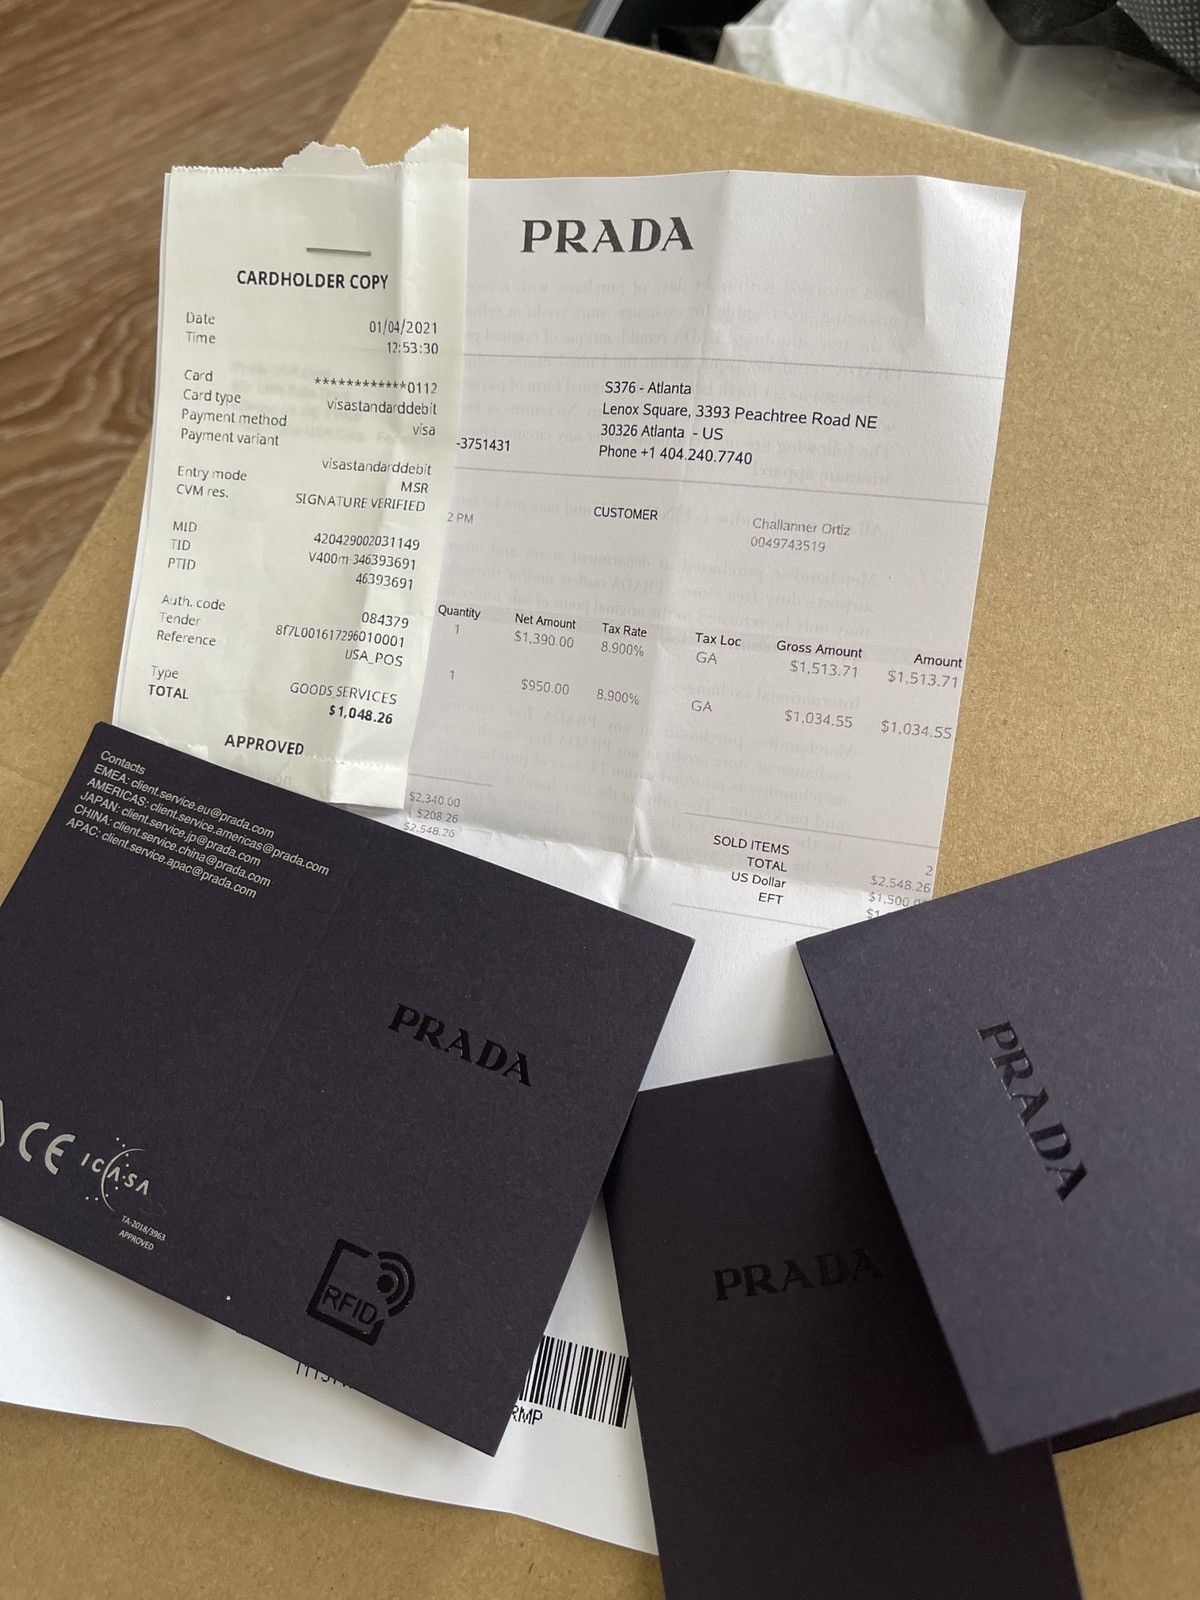 CARDHOLDER COPY
Date 01/04/2021
Time 12:53:30
Card ************0112
Card type visastandarddebit
Payment method visa
Payment variant visastandarddebit
Entry mode MSR
CVM res. SIGNATURE VERIFIED
MID 420429002031149
TID V400m-346393691
PTID 46393691
Auth. code 084379
Tender 8f7L001617296010001
Reference USA_POS
Type GOODS_SERVICES
TOTAL $1,048.26
APPROVED
PRADA
S376 - Atlanta
Lenox Square, 3393 Peachtree Road NE
30326 Atlanta - US
Phone +1 404.240.7740
-3751431
2 PM
CUSTOMER
Challanner Ortiz
0049743519
Quantity Net Amount Tax Rate Tax Loc Gross Amount Amount
1 $1,390.00 8.900% GA $1,513.71 $1,513.71
1 $950.00 8.900% GA $1,034.55 $1,034.55
$2,340.00
$208.26
$2,548.26
SOLD ITEMS 2
TOTAL $2,548.26
US Dollar $1,500.00
EFT
Contacts
EMEA: client.service.eu@prada.com
AMERICAS: client.service.americas@prada.com
JAPAN: client.service.jp@prada.com
CHINA: client.service.china@prada.com
APAC: client.service.apac@prada.com
PRADA
CE ICASA
TA-2018/3963
APPROVED
RFID
RMP
PRADA
PRADA